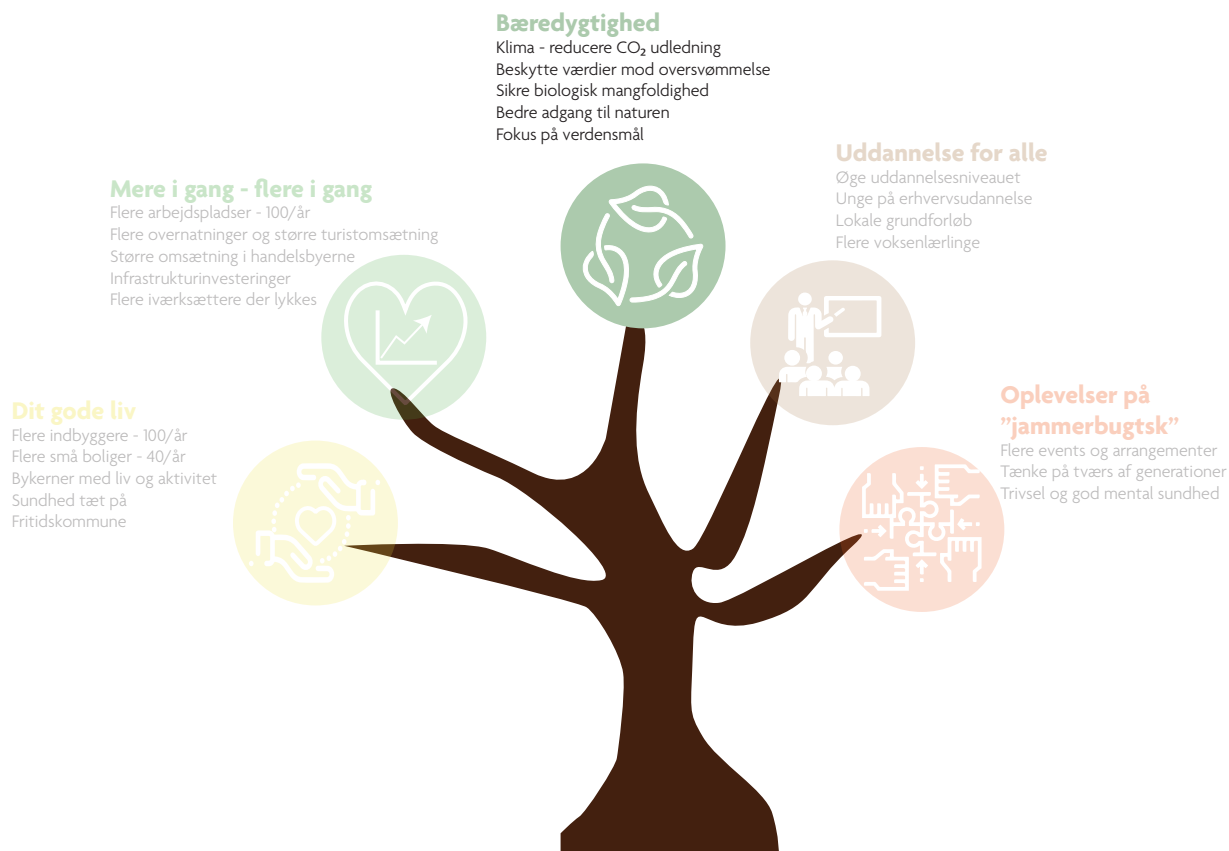 Bæredygtighed
Klima - reducere CO₂ udledning
Beskytte værdier mod oversvømmelse
Sikre biologisk mangfoldighed
Bedre adgang til naturen
Fokus på verdensmål
Uddannelse for alle
Øge uddannelsesniveauet
Unge på erhvervsudannelse
Lokale grundforløb
Flere voksenlærlinge
Mere i gang - flere i gang
Flere arbejdspladser - 100/år
Flere overnatninger og større turistomsætning
Større omsætning i handelsbyerne
Infrastrukturinvesteringer
Flere iværksættere der lykkes
Dit gode liv
Flere indbyggere - 100/år
Flere små boliger - 40/år
Bykerner med liv og aktivitet
Sundhed tæt på
Fritidskommune
Oplevelser på
”jammerbugtsk”
Flere events og arrangementer
Tænke på tværs af generationer
Trivsel og god mental sundhed